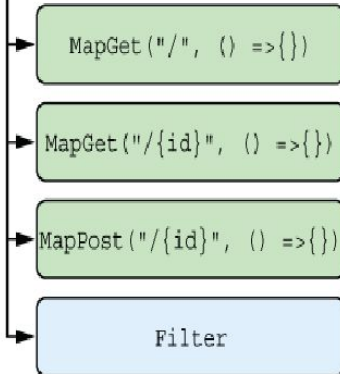 MapGet("/", () =>{})
MapGet("/{id}", () =>{})
MapPost("/{id}", () =>{})
Filter